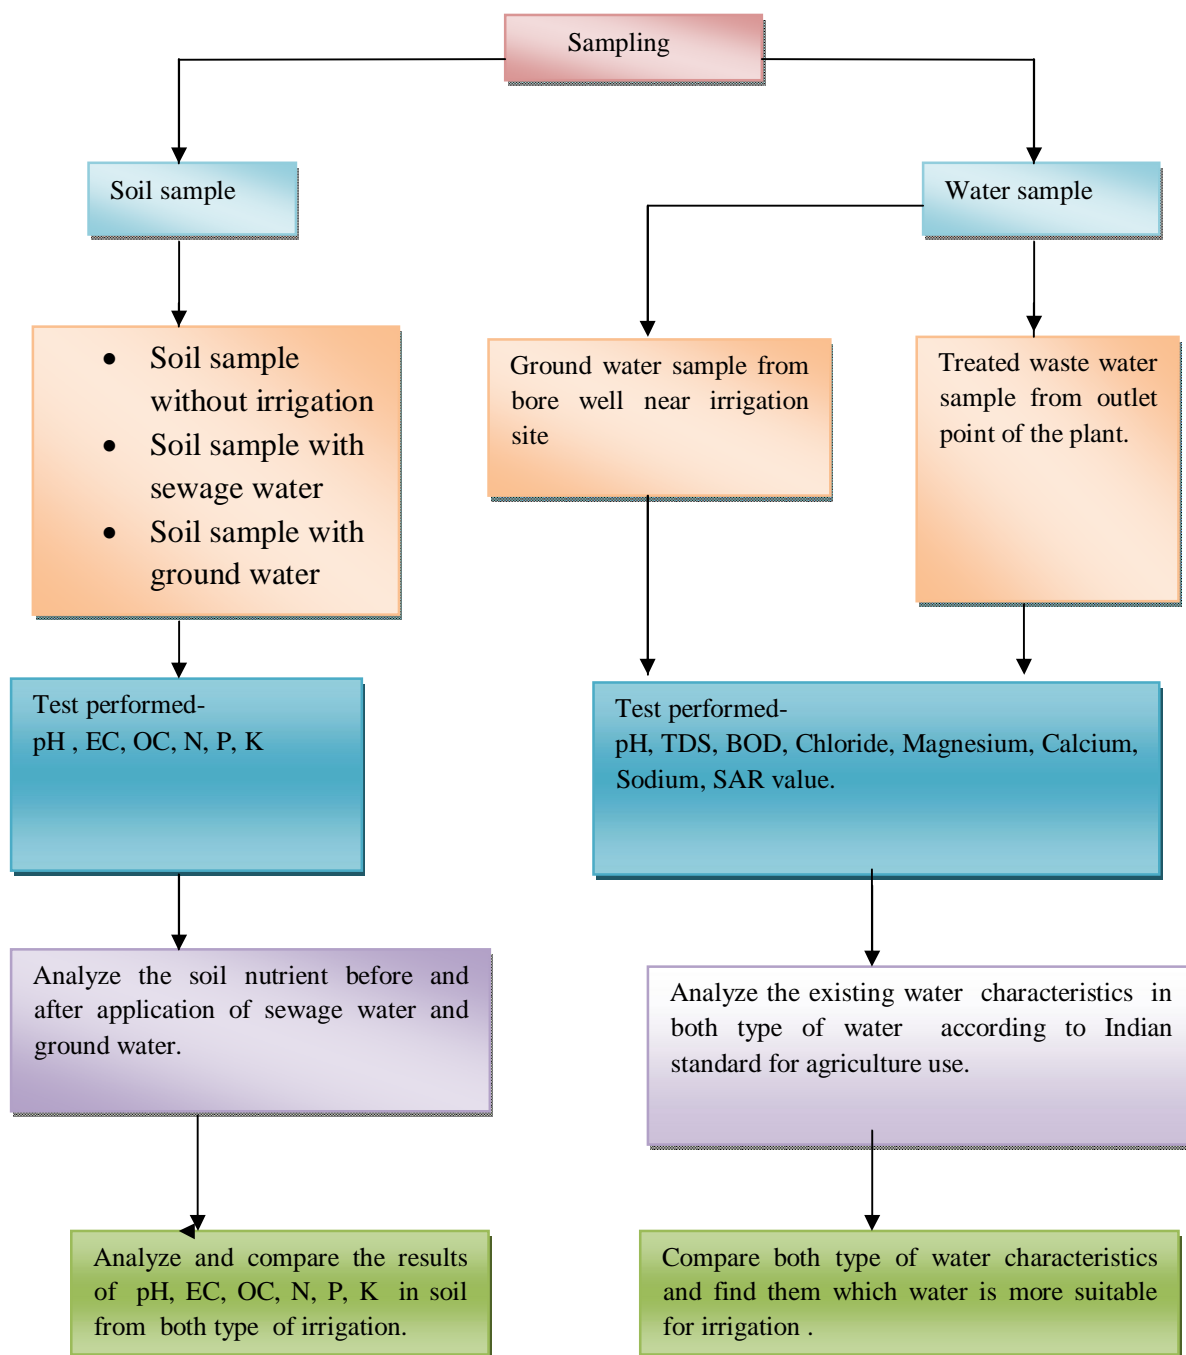 Sampling
Soil sample
Water sample
• Soil sample
without irrigation
• Soil sample with
sewage water
• Soil sample with
ground water
Ground water sample from
bore well near irrigation
site
Treated waste water
sample from outlet
point of the plant.
Test performed-
pH , EC, OC, N, P, K
Test performed-
pH, TDS, BOD, Chloride, Magnesium, Calcium,
Sodium, SAR value.
Analyze the soil nutrient before and
after application of sewage water and
ground water.
Analyze the existing water characteristics in
both type of water according to Indian
standard for agriculture use.
Analyze and compare the results
of pH, EC, OC, N, P, K in soil
from both type of irrigation.
Compare both type of water characteristics
and find them which water is more suitable
for irrigation .